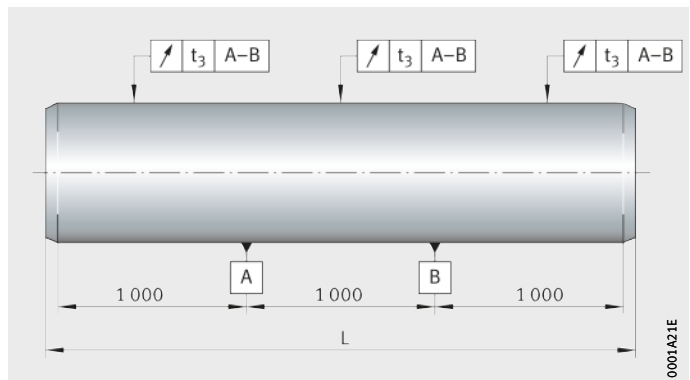 ↗ t3 A–B ↗ t3 A–B ↗ t3 A–B
A B
1 000 1 000 1 000
L
0001A21E